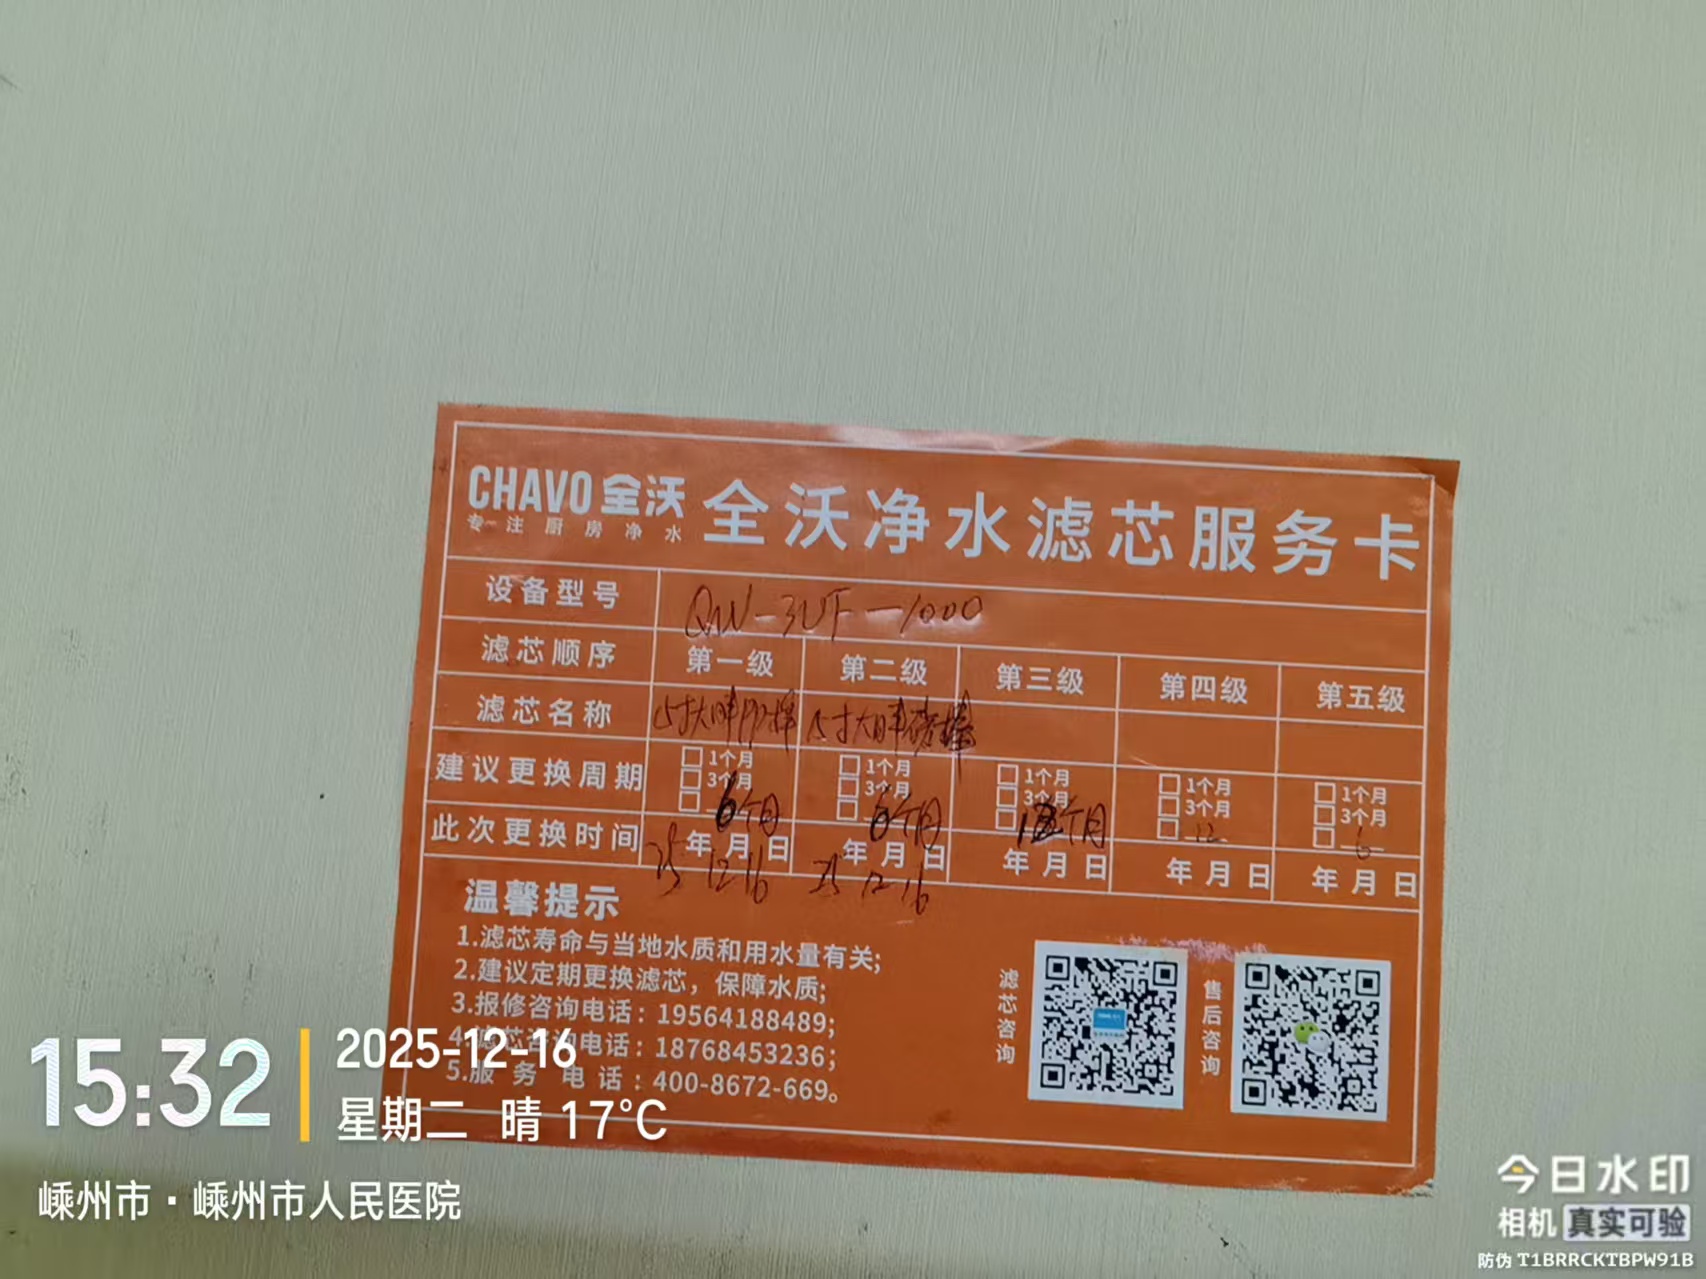 CHAVO 全沃
专注厨房净水
全沃净水滤芯服务卡
设备型号 QW-3UF-1000
滤芯顺序 第一级 第二级 第三级 第四级 第五级
滤芯名称 大胖 大胖
建议更换周期
□1个月 □1个月 □1个月 □1个月 □1个月
□3个月 □3个月 □3个月 □3个月 □3个月
□6个月 □6个月 □12个月 □12 □6
此次更换时间 年月日 年月日 年月日 年月日 年月日
25 12 16 25 12 16
温馨提示
1.滤芯寿命与当地水质和用水量有关;
2.建议定期更换滤芯，保障水质;
3.报修咨询电话：19564188489;
4.滤芯咨询电话：18768453236;
5.服务电话：400-8672-669。
滤芯咨询
售后咨询
15:32
2025-12-16
星期二 晴 17°C
嵊州市·嵊州市人民医院
今日水印
相机 真实可验
防伪 T1BRRCKTBPW91B